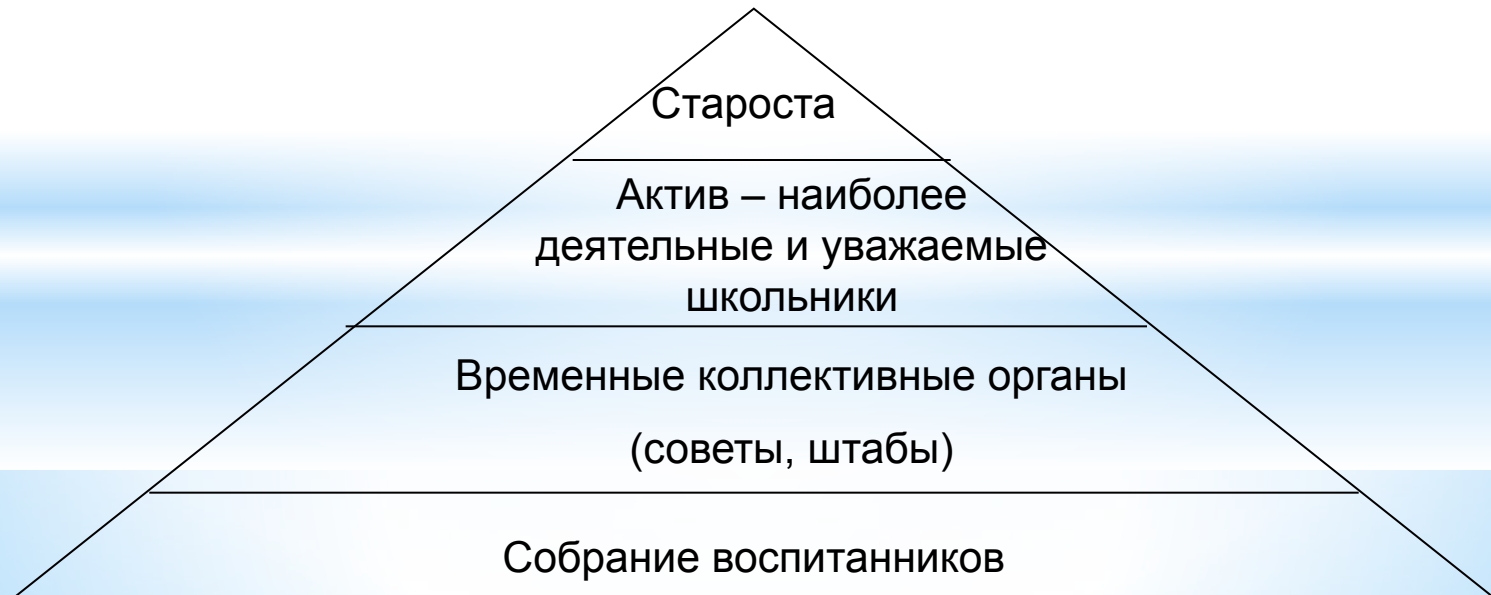 Староста
Актив – наиболее
деятельные и уважаемые
школьники
Временные коллективные органы
(советы, штабы)
Собрание воспитанников